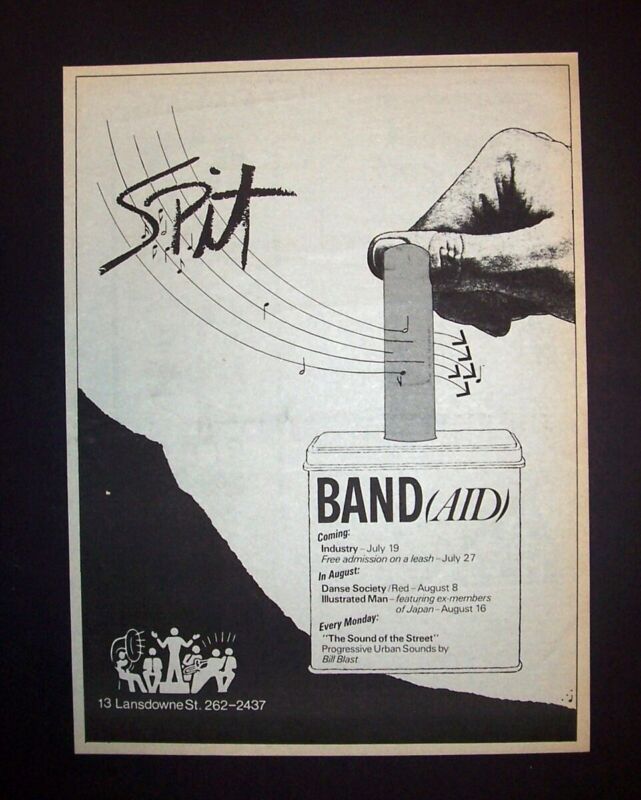 Spit
BAND (AID)
Coming:
Industry – July 19
Free admission on a leash – July 27
In August:
Danse Society/Red – August 8
Illustrated Man – featuring ex-members
of Japan – August 16
Every Monday:
"The Sound of the Street"
Progressive Urban Sounds by
Bill Blast
13 Lansdowne St. 262–2437